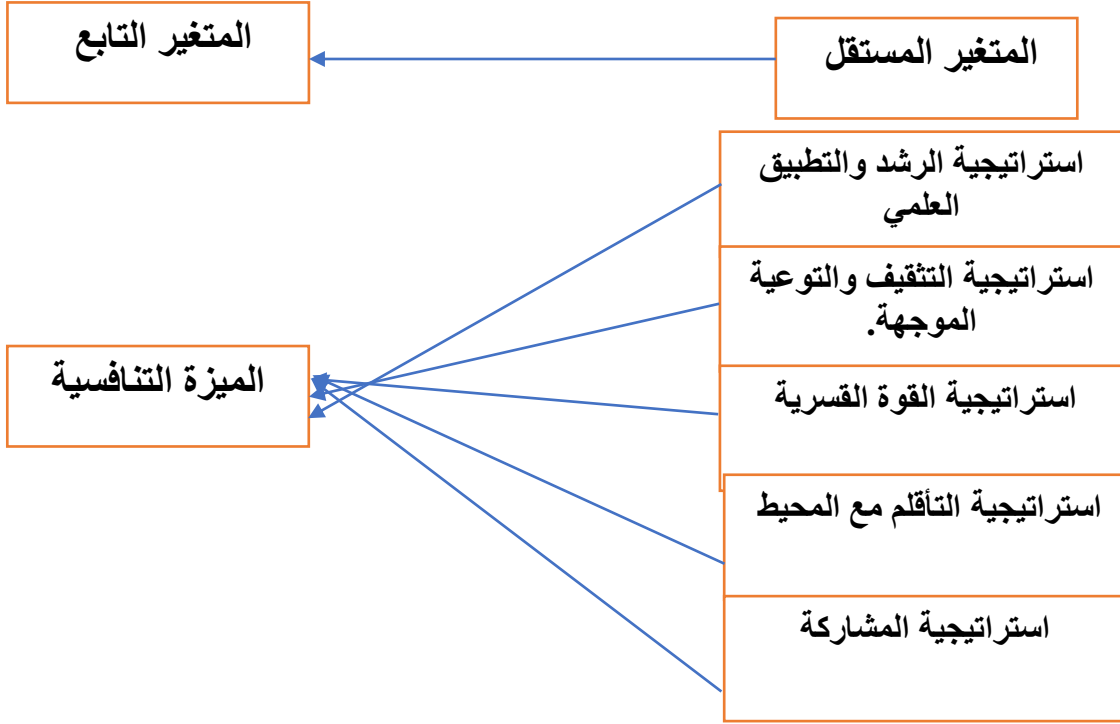 المتغير المستقل
المتغير التابع
استراتيجية الرشد والتطبيق
العلمي
استراتيجية التثقيف والتوعية
الموجهة.
استراتيجية القوة القسرية
استراتيجية التأقلم مع المحيط
استراتيجية المشاركة
الميزة التنافسية